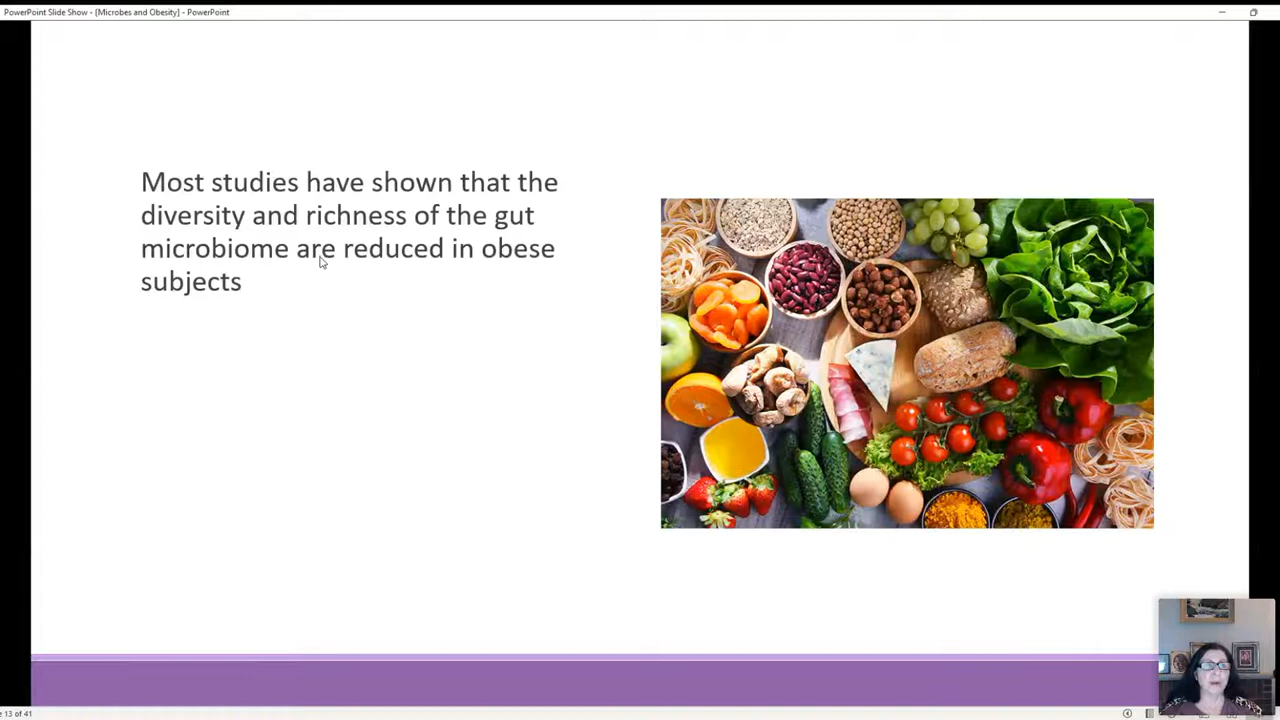 PowerPoint Slide Show - [Microbes and Obesity] - PowerPoint
Most studies have shown that the
diversity and richness of the gut
microbiome are reduced in obese
subjects
13 of 41